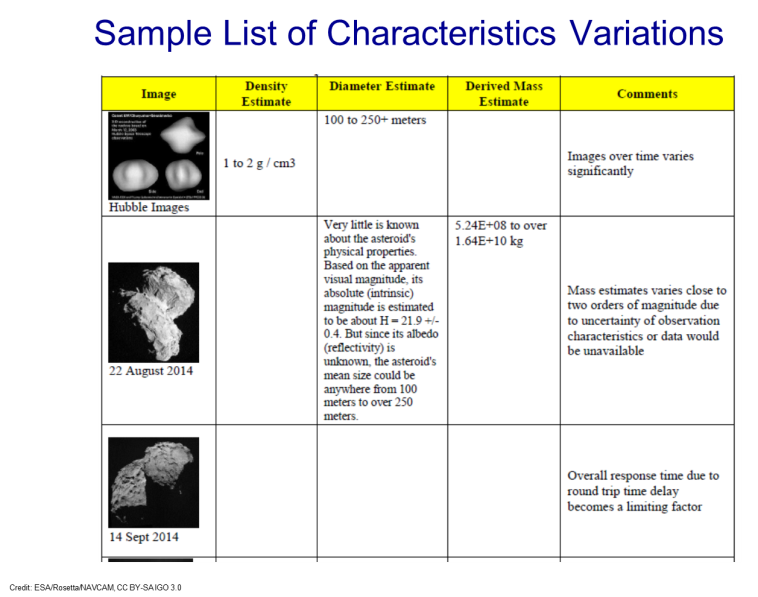 Sample List of Characteristics Variations
Image
Density
Estimate
Diameter Estimate
Derived Mass
Estimate
Comments
Hubble Images
1 to 2 g / cm3
100 to 250+ meters
Images over time varies
significantly
22 August 2014
Very little is known
about the asteroid's
physical properties.
Based on the apparent
visual magnitude, its
absolute (intrinsic)
magnitude is estimated
to be about H = 21.9 +/-
0.4. But since its albedo
(reflectivity) is
unknown, the asteroid's
mean size could be
anywhere from 100
meters to over 250
meters.
5.24E+08 to over
1.64E+10 kg
Mass estimates varies close to
two orders of magnitude due
to uncertainty of observation
characteristics or data would
be unavailable
14 Sept 2014
Overall response time due to
round trip time delay
becomes a limiting factor
Credit: ESA/Rosetta/NAVCAM, CC BY-SA IGO 3.0